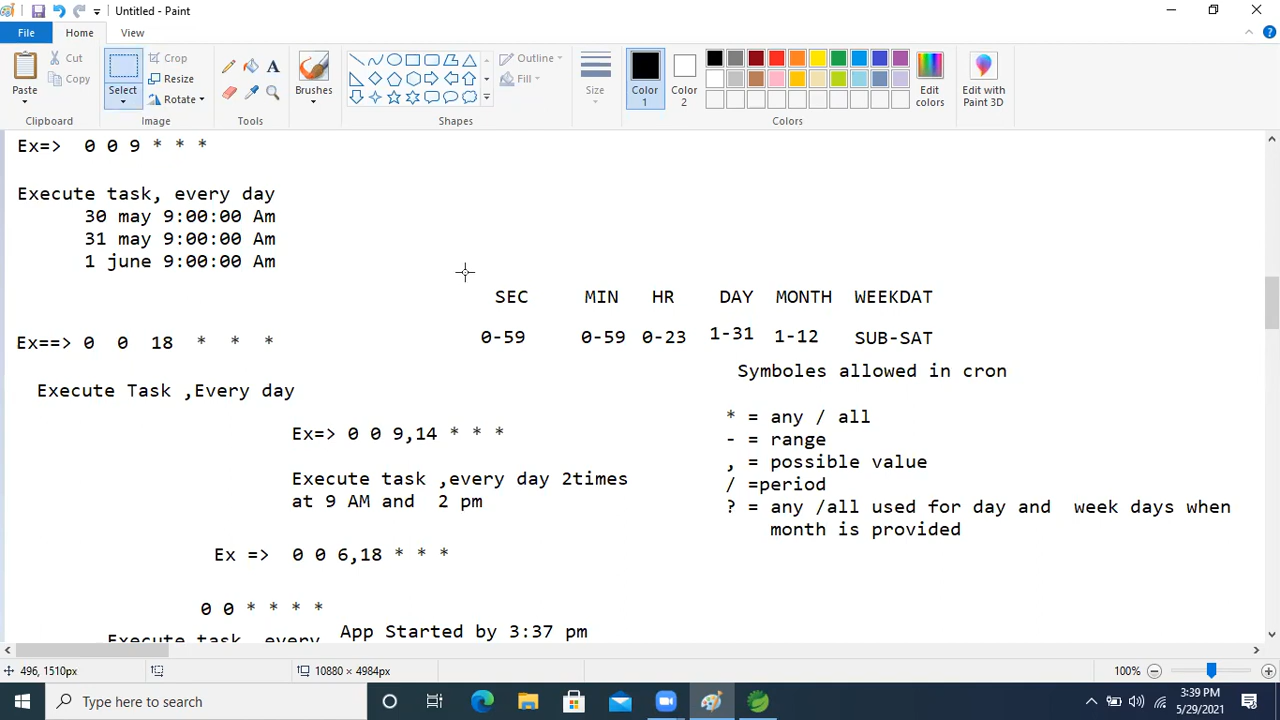 Untitled - Paint
File
Home
View
Paste
Cut
Copy
Clipboard
Select
Crop
Resize
Rotate
Image
Tools
Brushes
Shapes
Outline
Fill
Size
Color 1
Color 2
Edit colors
Edit with Paint 3D
Colors
Ex=> 0 0 9 * * *
Execute task, every day
30 may 9:00:00 Am
31 may 9:00:00 Am
1 june 9:00:00 Am
SEC MIN HR DAY MONTH WEEKDAT
0-59 0-59 0-23 1-31 1-12 SUB-SAT
Ex==> 0 0 18 * * *
Execute Task ,Every day
Symboles allowed in cron
* = any / all
- = range
, = possible value
/ =period
? = any /all used for day and week days when
month is provided
Ex=> 0 0 9,14 * * *
Execute task ,every day 2times
at 9 AM and 2 pm
Ex => 0 0 6,18 * * *
0 0 * * * *
Execute task every
App Started by 3:37 pm
496, 1510px
10880 × 4984px
100%
Type here to search
3:39 PM
5/29/2021